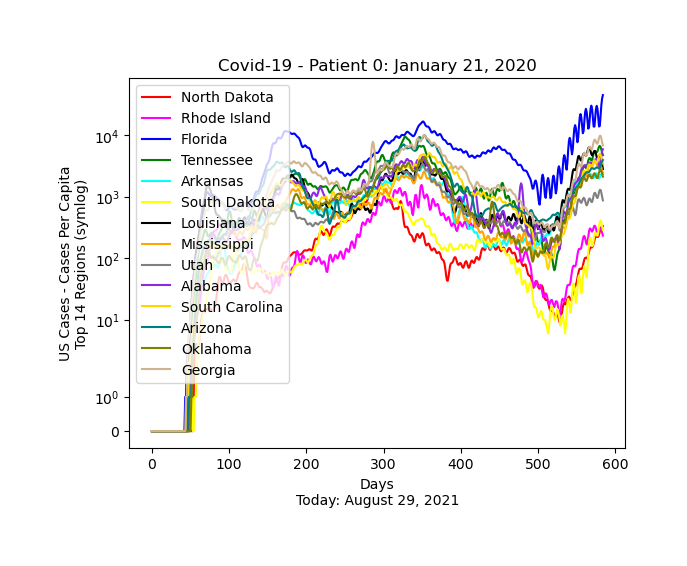 Covid-19 - Patient 0: January 21, 2020
US Cases - Cases Per Capita
Top 14 Regions (symlog)
10^4
10^3
10^2
10^1
10^0
0
North Dakota
Rhode Island
Florida
Tennessee
Arkansas
South Dakota
Louisiana
Mississippi
Utah
Alabama
South Carolina
Arizona
Oklahoma
Georgia
0 100 200 300 400 500 600
Days
Today: August 29, 2021